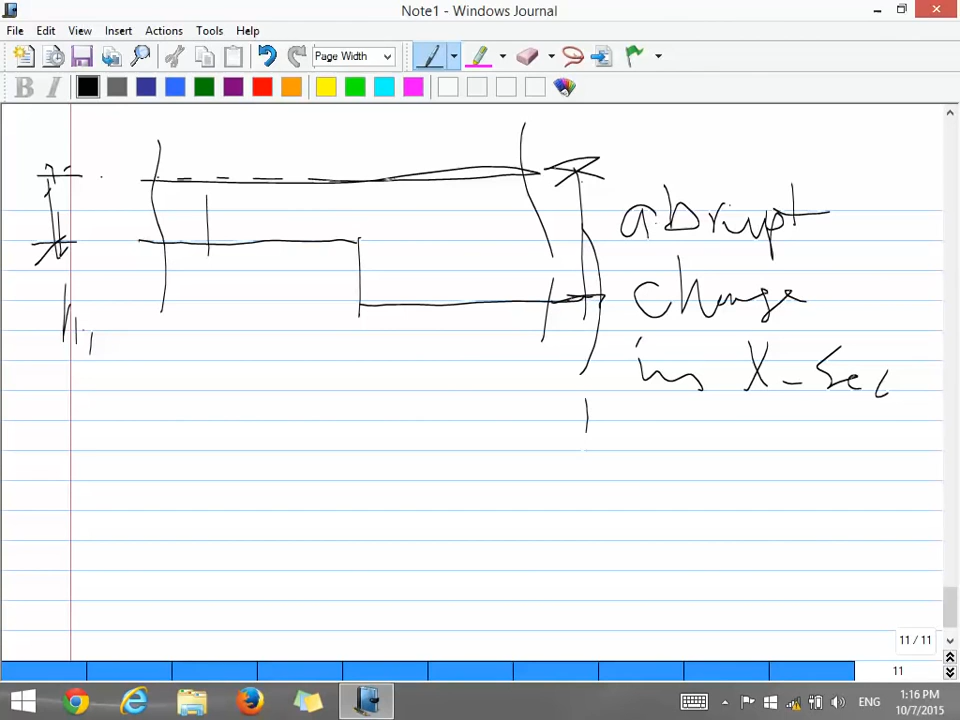 Note1 - Windows Journal
File Edit View Insert Actions Tools Help
Page Width
B I
abrupt
change
in X-Sec
h1
11 / 11
11
ENG
1:16 PM
10/7/2015